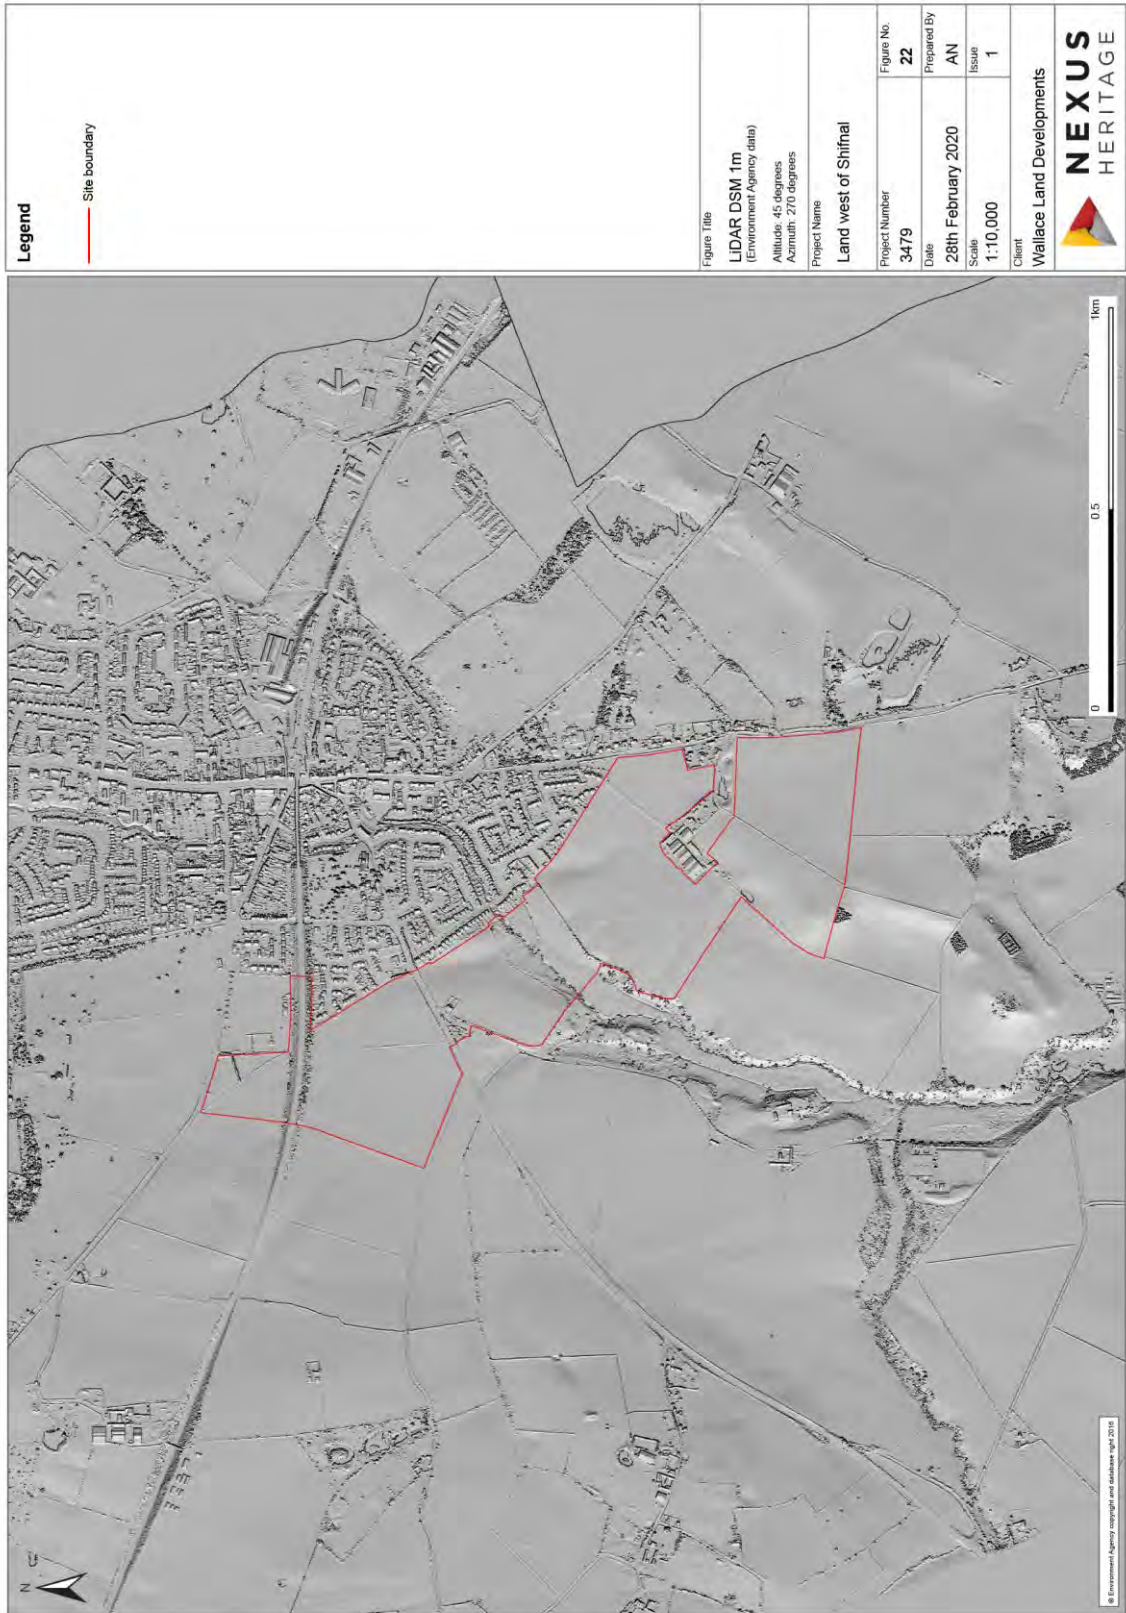 Legend
Site boundary
Figure Title
LiDAR DSM 1m
(Environment Agency data)
Altitude: 45 degrees
Azimuth: 270 degrees
Project Name
Land west of Shifnal
Project Number
3479
Figure No.
22
Date
28th February 2020
Prepared By
AN
Scale
1:10,000
Issue
1
Client
Wallace Land Developments
NEXUS
HERITAGE
N
0
0.5
1km
© Environment Agency copyright and database right 2018